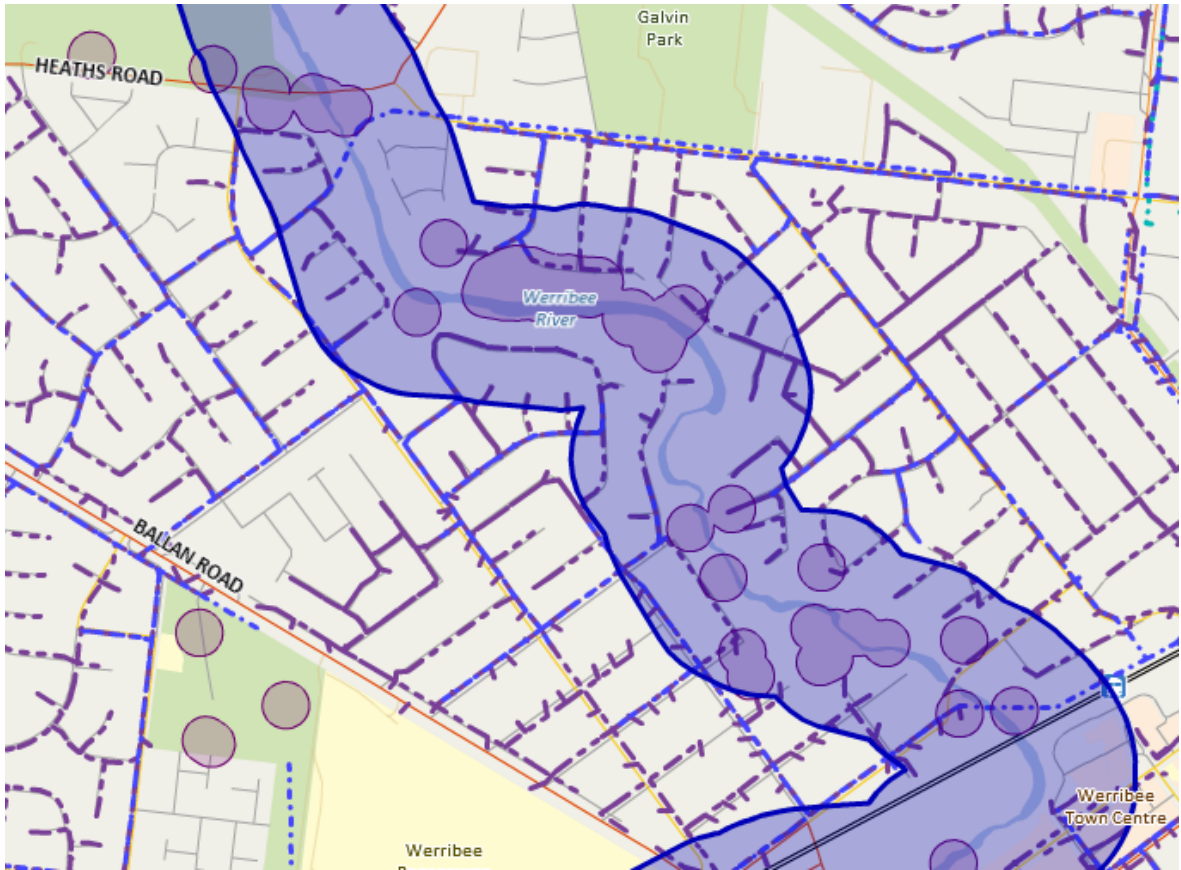 Galvin
Park
HEATHS ROAD
Werribee
River
BALLAN ROAD
Werribee
Town Centre
Werribee